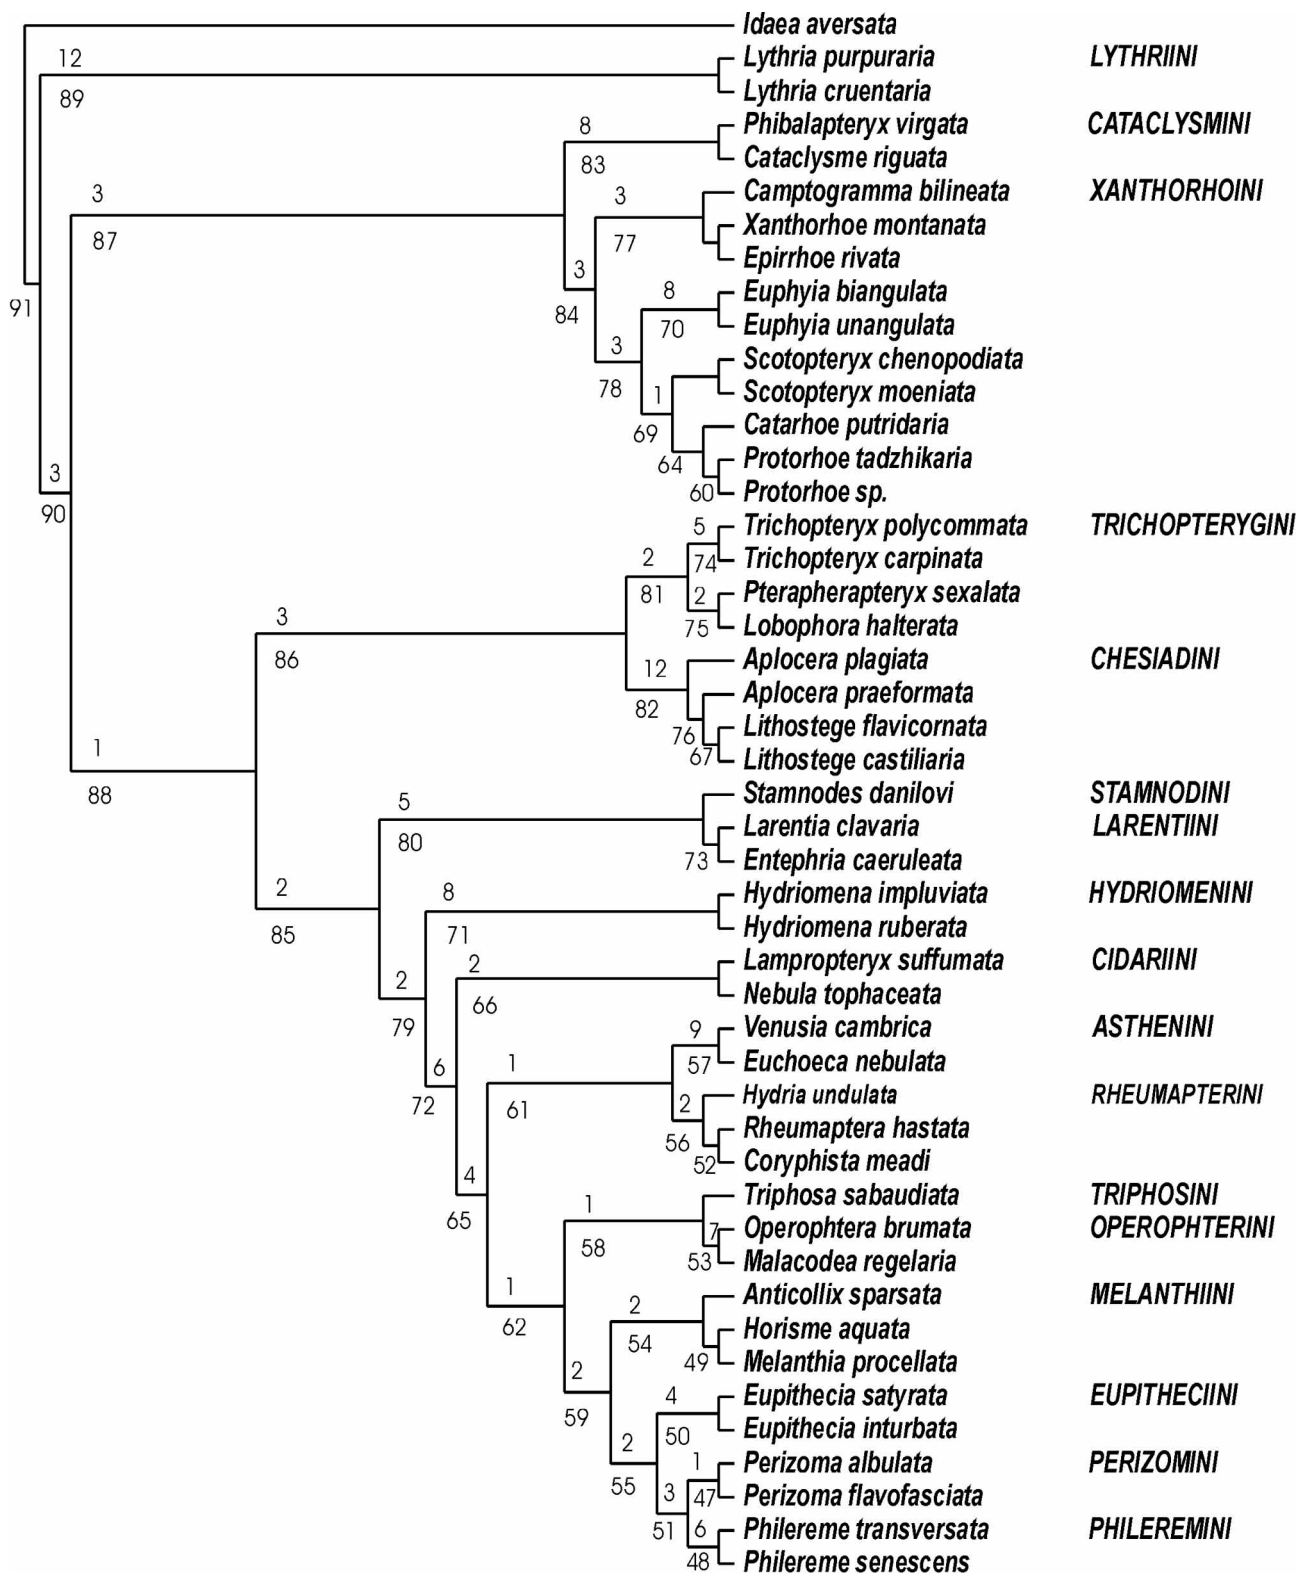 Idaea aversata
12
Lythria purpuraria LYTHRIINI
89
Lythria cruentaria
8
Phibalapteryx virgata CATACLYSMINI
83
Cataclysme riguata
3
3
Camptogramma bilineata XANTHORHOINI
87
77
Xanthorhoe montanata
3
Epirrhoe rivata
91
84
8
Euphyia biangulata
70
Euphyia unangulata
3
Scotopteryx chenopodiata
78
1
Scotopteryx moeniata
69
Catarhoe putridaria
3
64
Protorhoe tadzhikaria
90
60
Protorhoe sp.
5
Trichopteryx polycommata TRICHOPTERYGINI
2
74
Trichopteryx carpinata
81
2
Pterapherapteryx sexalata
3
75
Lobophora halterata
86
12
Aplocera plagiata CHESIADINI
82
Aplocera praeformata
76
Lithostege flavicornata
1
67
Lithostege castiliaria
88
5
Stamnodes danilovi STAMNODINI
80
Larentia clavaria LARENTIINI
73
Entephria caeruleata
2
8
Hydriomena impluviata HYDRIOMENINI
85
71
Hydriomena ruberata
2
2
Lampropteryx suffumata CIDARIINI
66
Nebula tophaceata
79
9
Venusia cambrica ASTHENINI
6
1
57
Euchoeca nebulata
72
61
2
Hydria undulata RHEUMAPTERINI
56
Rheumaptera hastata
4
52
Coryphista meadi
65
1
Triphosa sabaudiata TRIPHOSINI
58
7
Operophtera brumata OPEROPHTERINI
53
Malacodea regelaria
1
2
Anticollix sparsata MELANTHIINI
62
54
Horisme aquata
2
49
Melanthia procellata
59
4
Eupithecia satyrata EUPITHECIINI
2
50
Eupithecia inturbata
55
1
Perizoma albulata PERIZOMINI
3
47
Perizoma flavofasciata
51
6
Philereme transversata PHILEREMINI
48
Philereme senescens